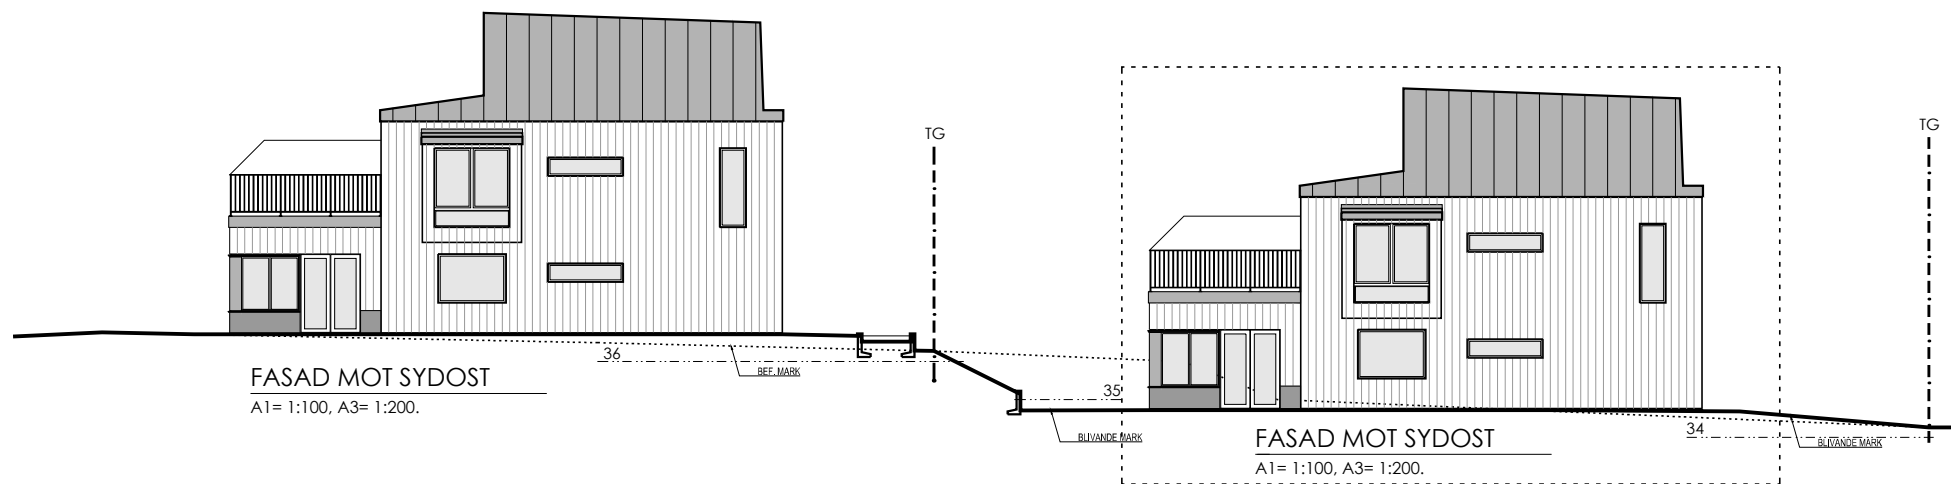 TG
TG
36
BEF. MARK
FASAD MOT SYDOST
A1= 1:100, A3= 1:200.
35
BLIVANDE MARK
34
BLIVANDE MARK
FASAD MOT SYDOST
A1= 1:100, A3= 1:200.